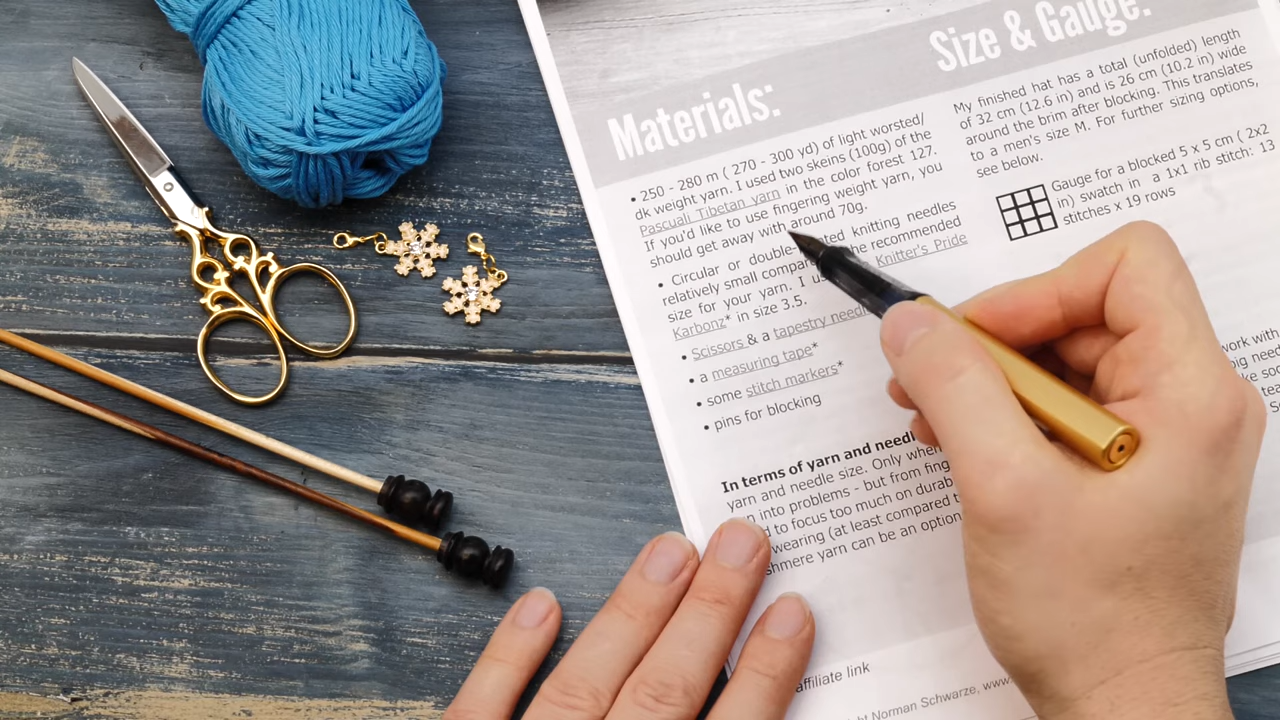 Materials:
• 250 - 280 m ( 270 - 300 yd) of light worsted/
dk weight yarn. I used two skeins (100g) of the
Pascuali Tibetan yarn in the color forest 127.
If you'd like to use fingering weight yarn, you
should get away with around 70g.
• Circular or double- ted knitting needles
relatively small compar he recommended
size for your yarn. I us Knitter's Pride
Karbonz* in size 3.5.
• Scissors & a tapestry need
• a measuring tape*
• some stitch markers*
• pins for blocking
In terms of yarn and needl
yarn and needle size. Only whe
n into problems - but from fing
d to focus too much on durab
wearing (at least compared t
shmere yarn can be an option
affiliate link
ht Norman Schwarze, www.
Size & Gauge:
My finished hat has a total (unfolded) length
of 32 cm (12.6 in) and is 26 cm (10.2 in) wide
around the brim after blocking. This translates
to a men's size M. For further sizing options,
see below.
Gauge for a blocked 5 x 5 cm ( 2x2
in) swatch in a 1x1 rib stitch: 13
stitches x 19 rows
work with
big need